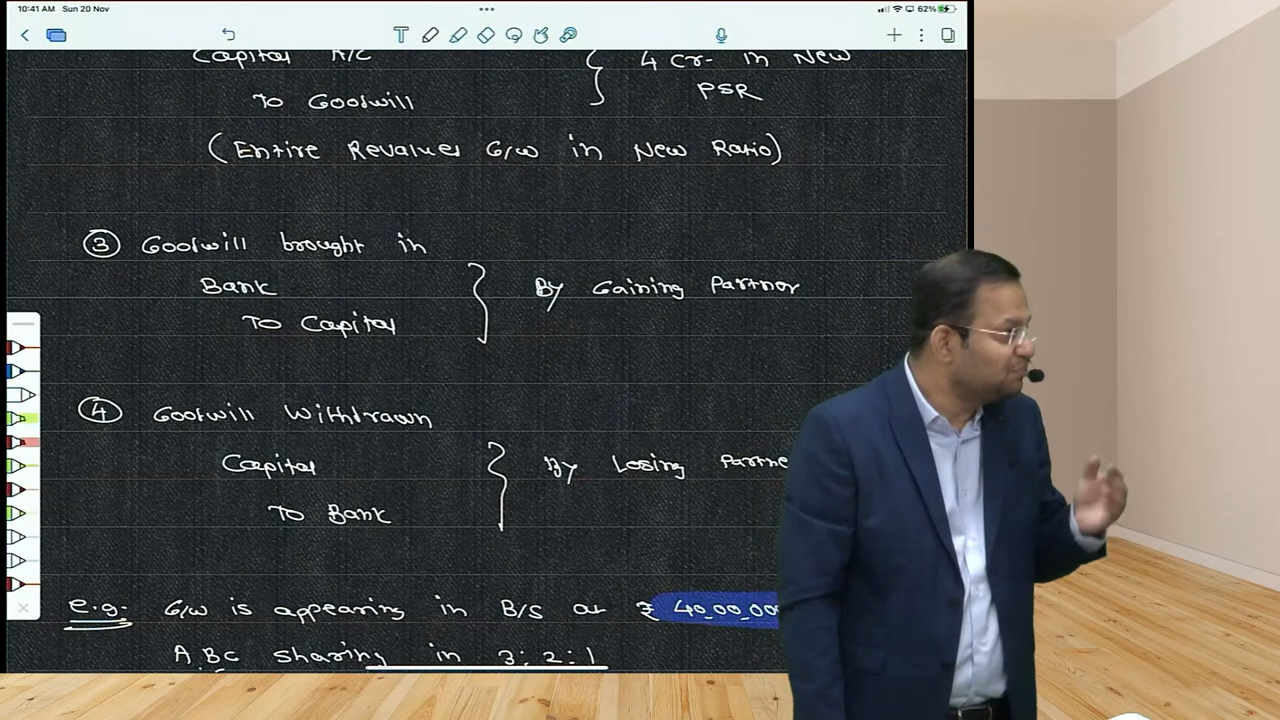 10:41 AM Sun 20 Nov
62%
Capital A/C } 4 Cr. in New
To Goodwill PSR
(Entire Revalued G/W in New Ratio)
③ Goodwill brought in
Bank } By Gaining Partner
To Capital
④ Goodwill Withdrawn
Capital } By Losing Partne
To Bank
e.g. G/W is appearing in B/S at ₹ 40,00,00
A,B,C sharing in 3:2:1